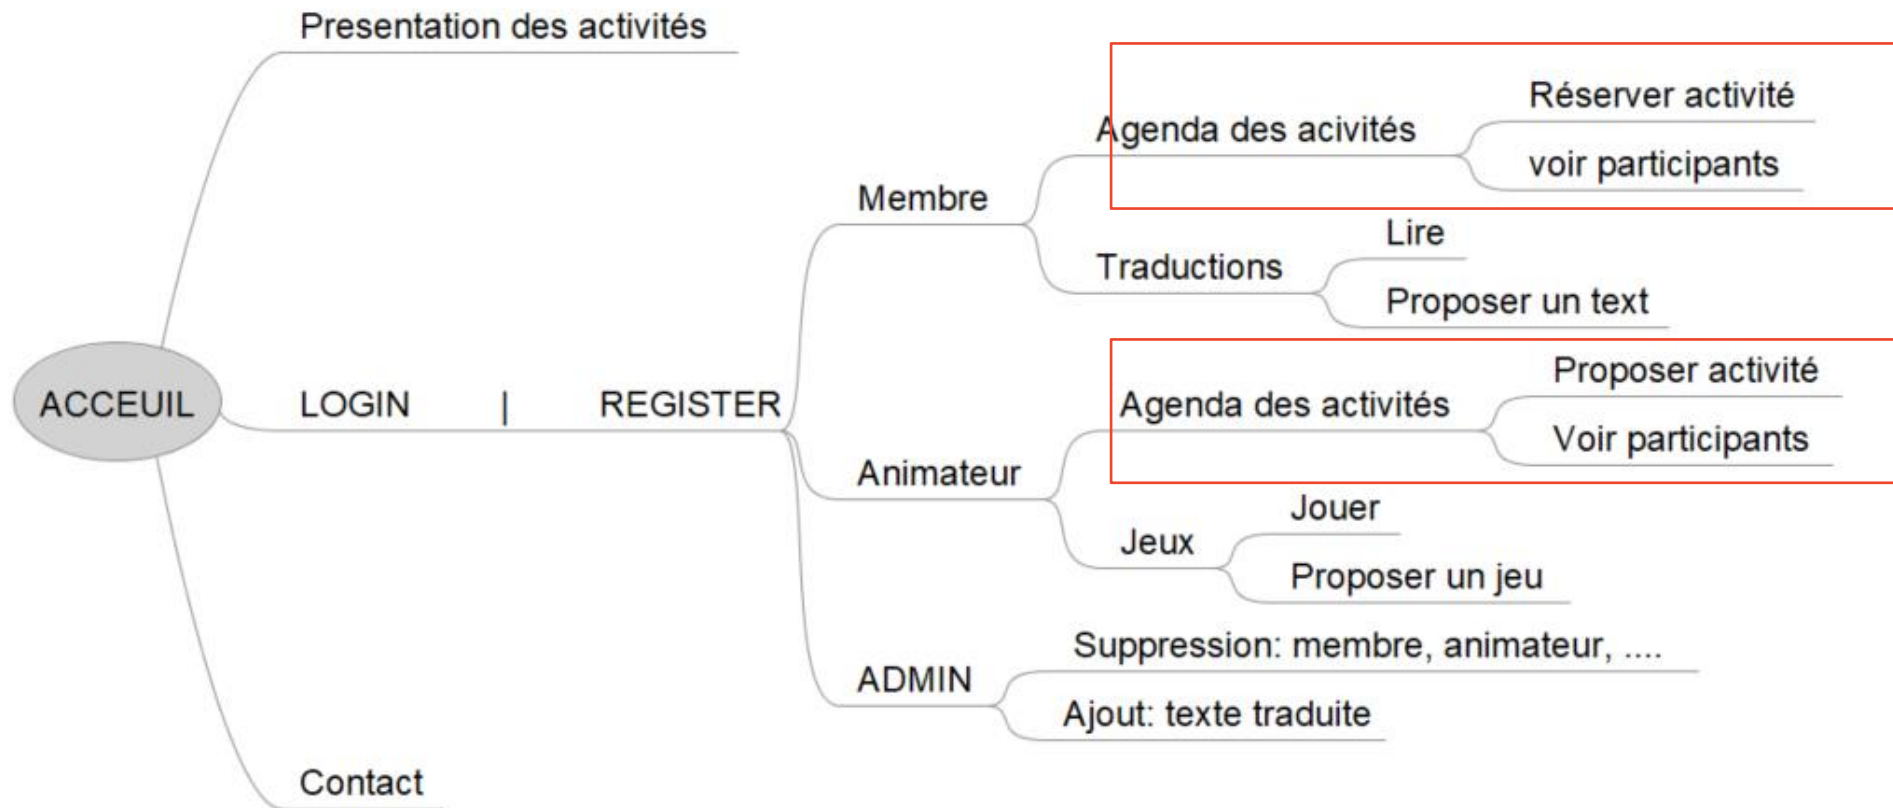 Presentation des activités
Réserver activité
Agenda des acivités
voir participants
Membre
Lire
Traductions
Proposer un text
Proposer activité
ACCEUIL
LOGIN | REGISTER
Agenda des activités
Voir participants
Animateur
Jouer
Jeux
Proposer un jeu
Suppression: membre, animateur, ....
ADMIN
Ajout: texte traduite
Contact